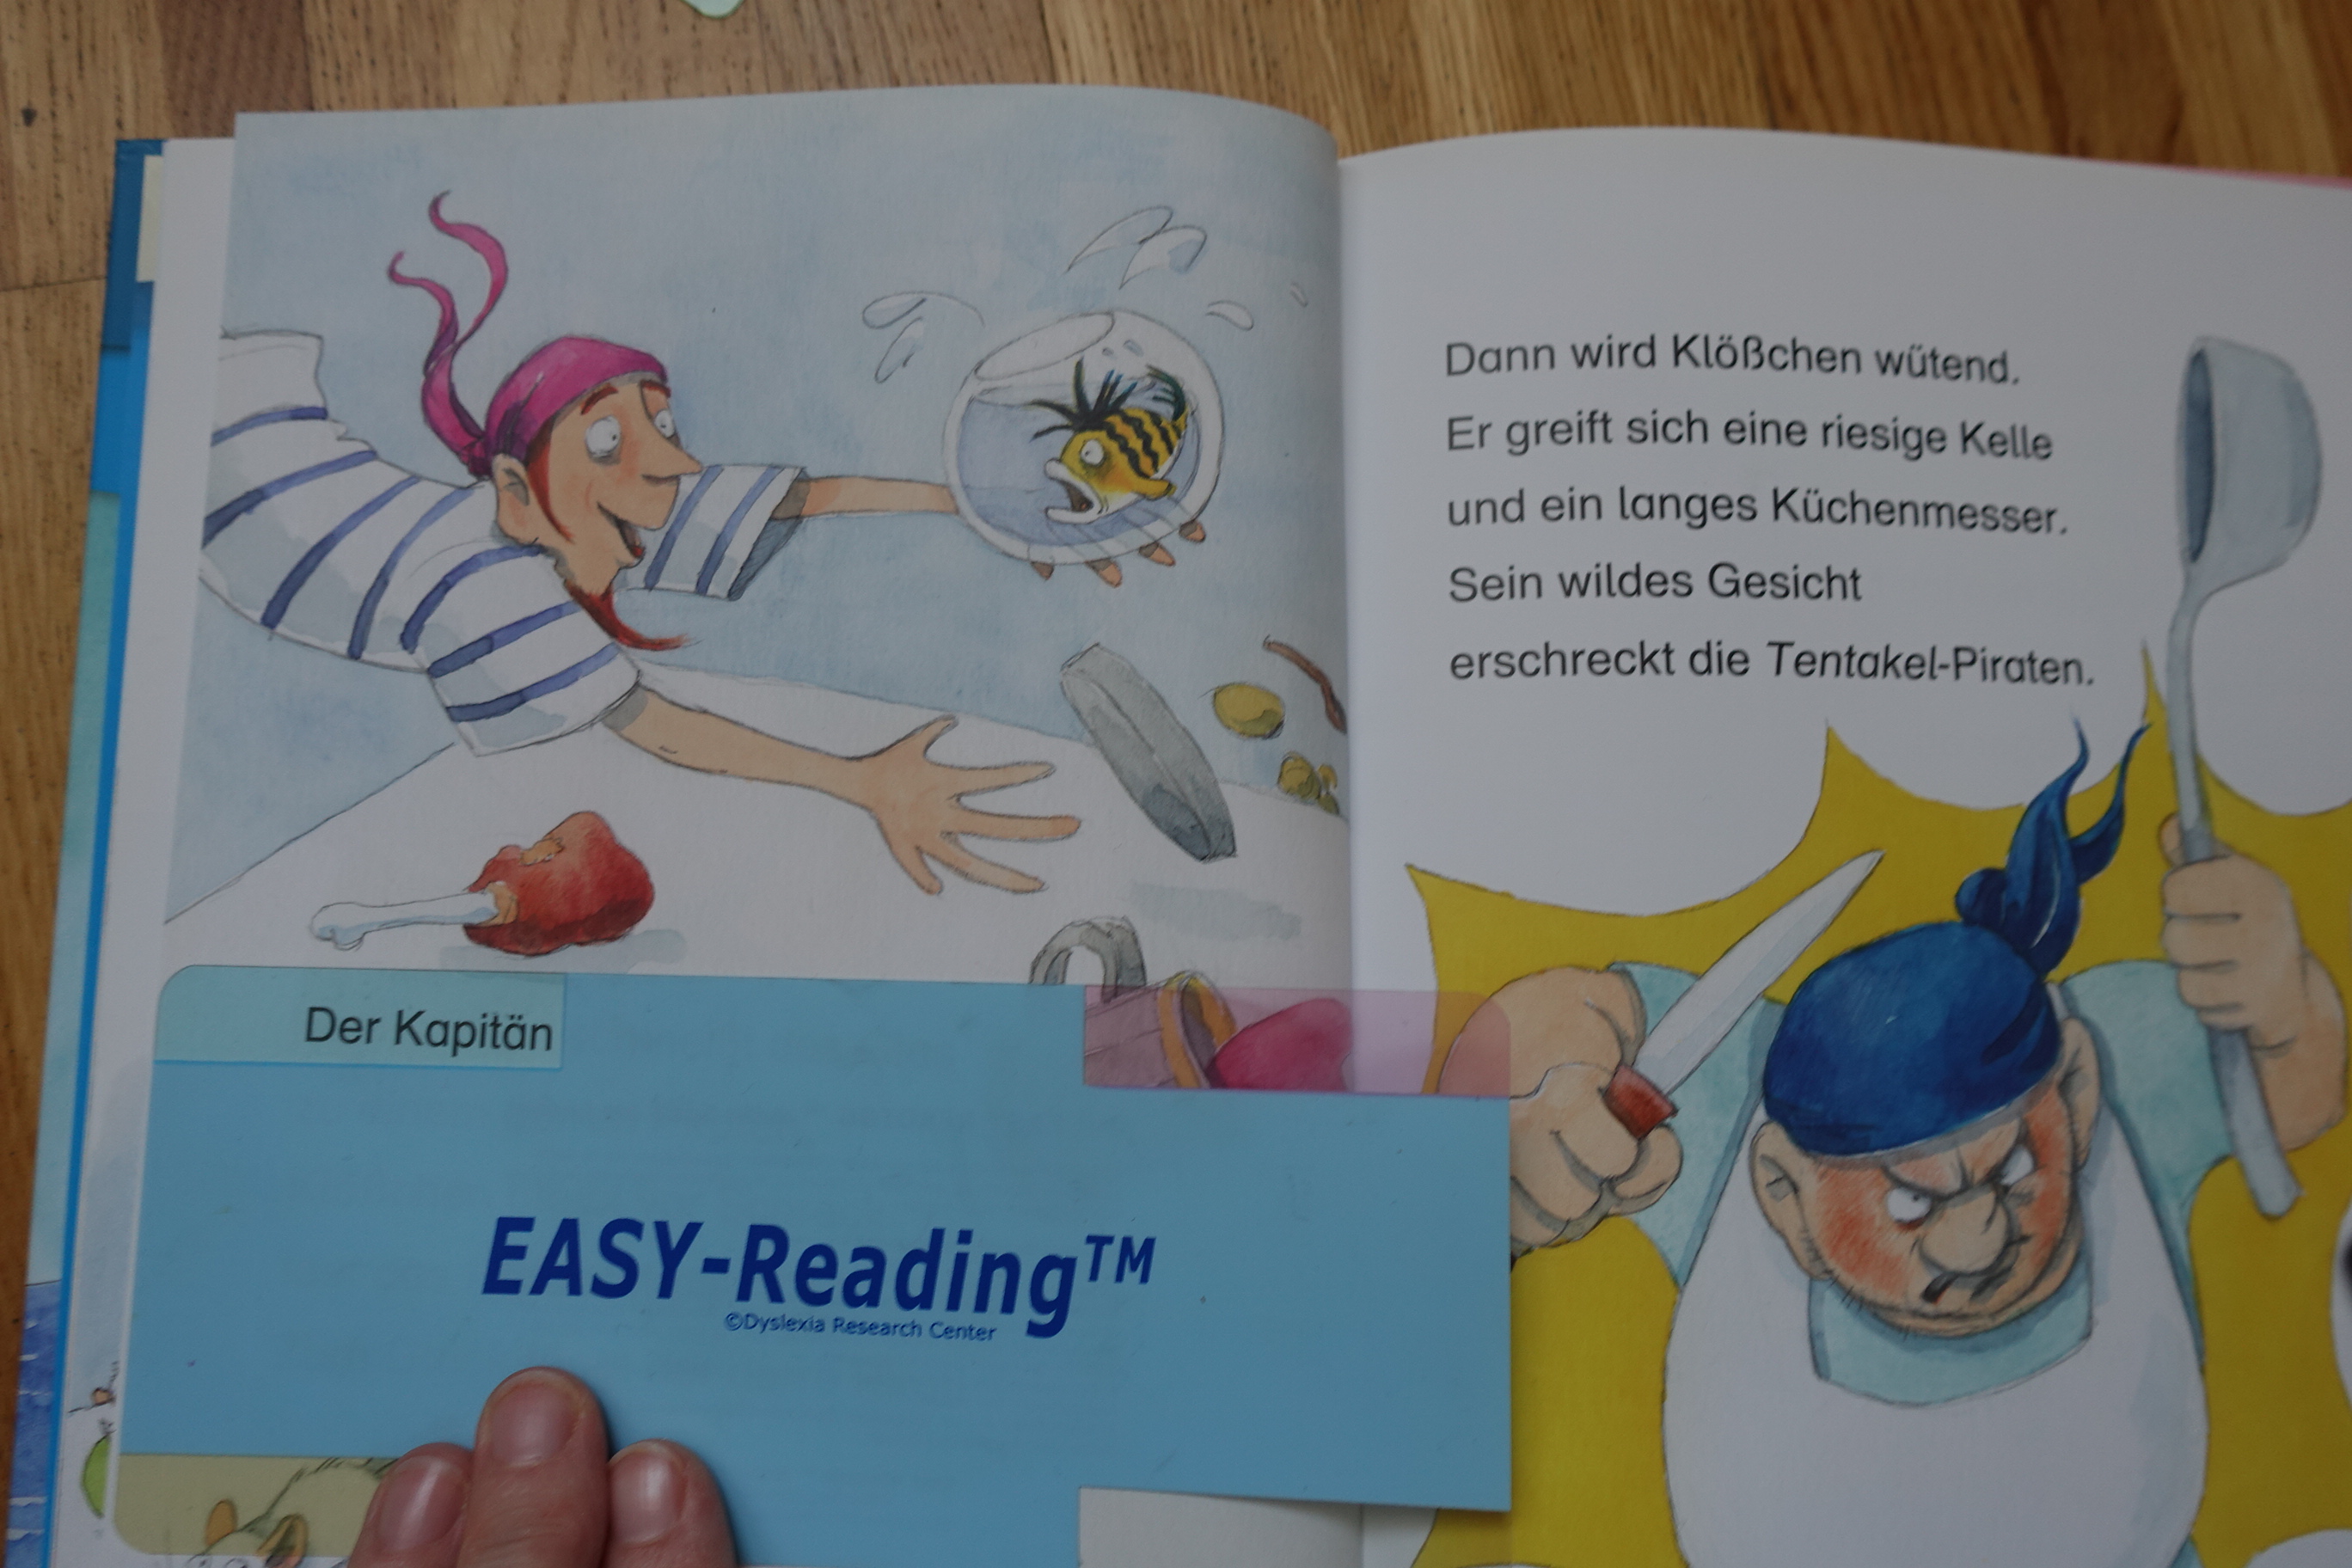 Der Kapitän
EASY-Reading™
©Dyslexia Research Center
Dann wird Klößchen wütend.
Er greift sich eine riesige Kelle
und ein langes Küchenmesser.
Sein wildes Gesicht
erschreckt die Tentakel-Piraten.